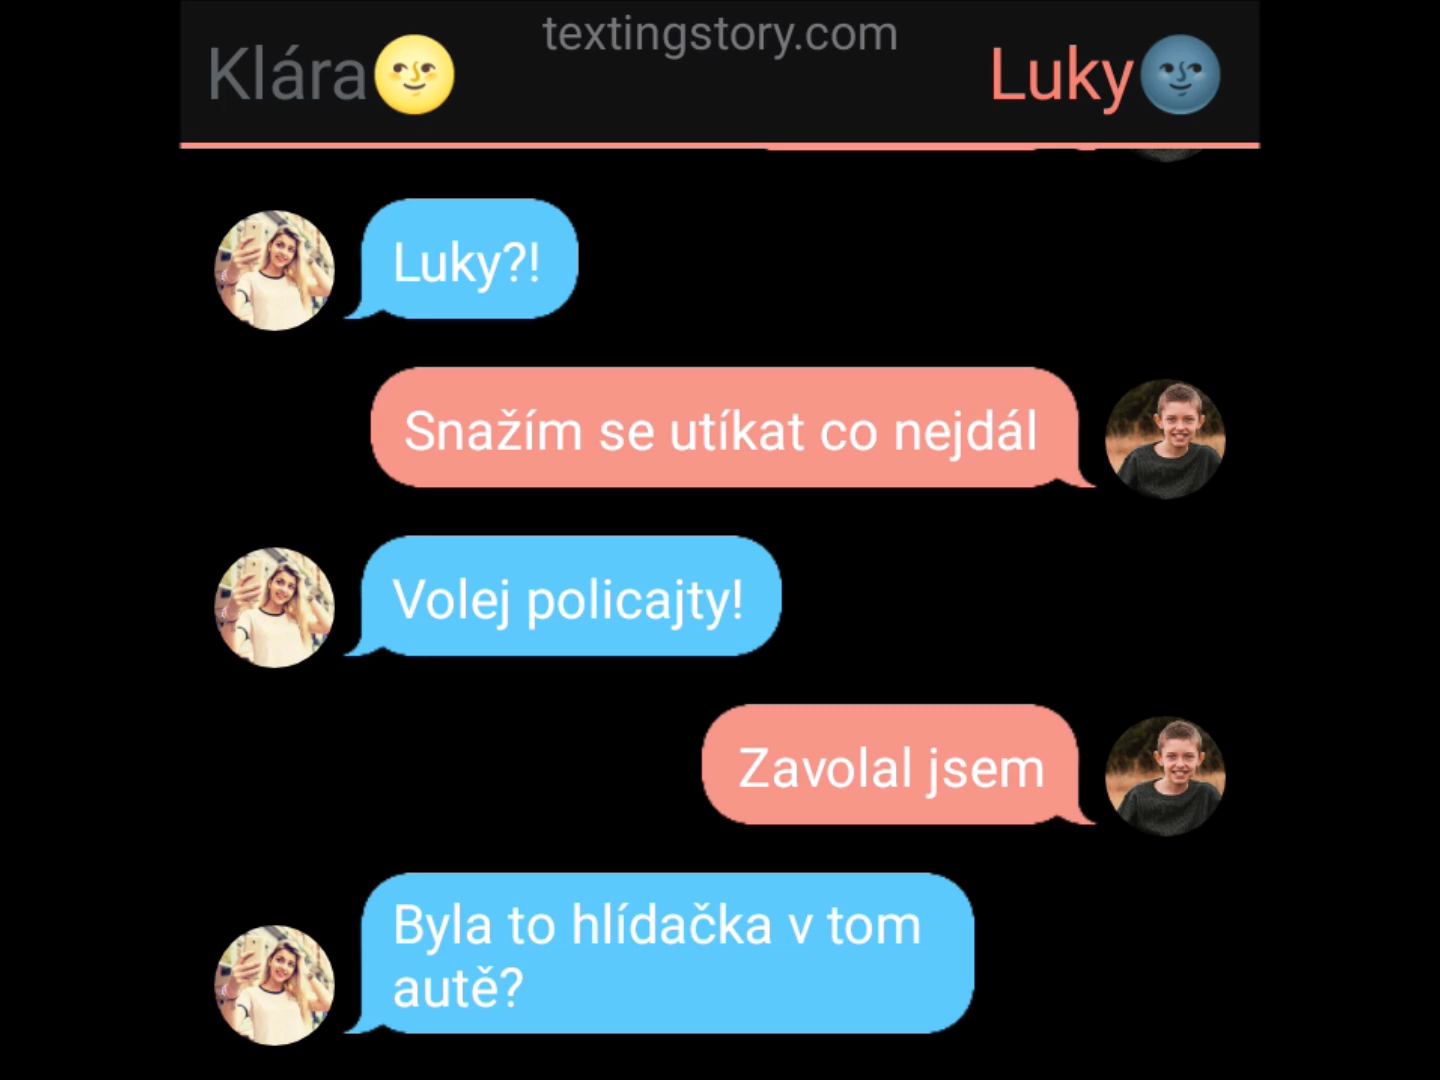 textingstory.com
Klára
Luky
Luky?!
Snažím se utíkat co nejdál
Volej policajty!
Zavolal jsem
Byla to hlídačka v tom
autě?